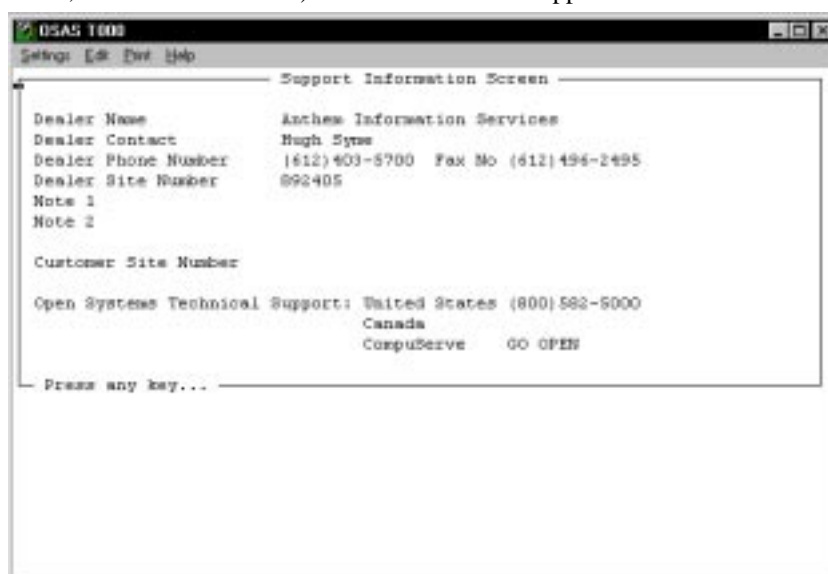 OSAS T000
Settings Edit Print Help
Support Information Screen
Dealer Name Anthem Information Services
Dealer Contact Hugh Syme
Dealer Phone Number (612)403-5700 Fax No (612)496-2495
Dealer Site Number 892405
Note 1
Note 2
Customer Site Number
Open Systems Technical Support: United States (800)582-5000
Canada
CompuServe GO OPEN
Press any key...